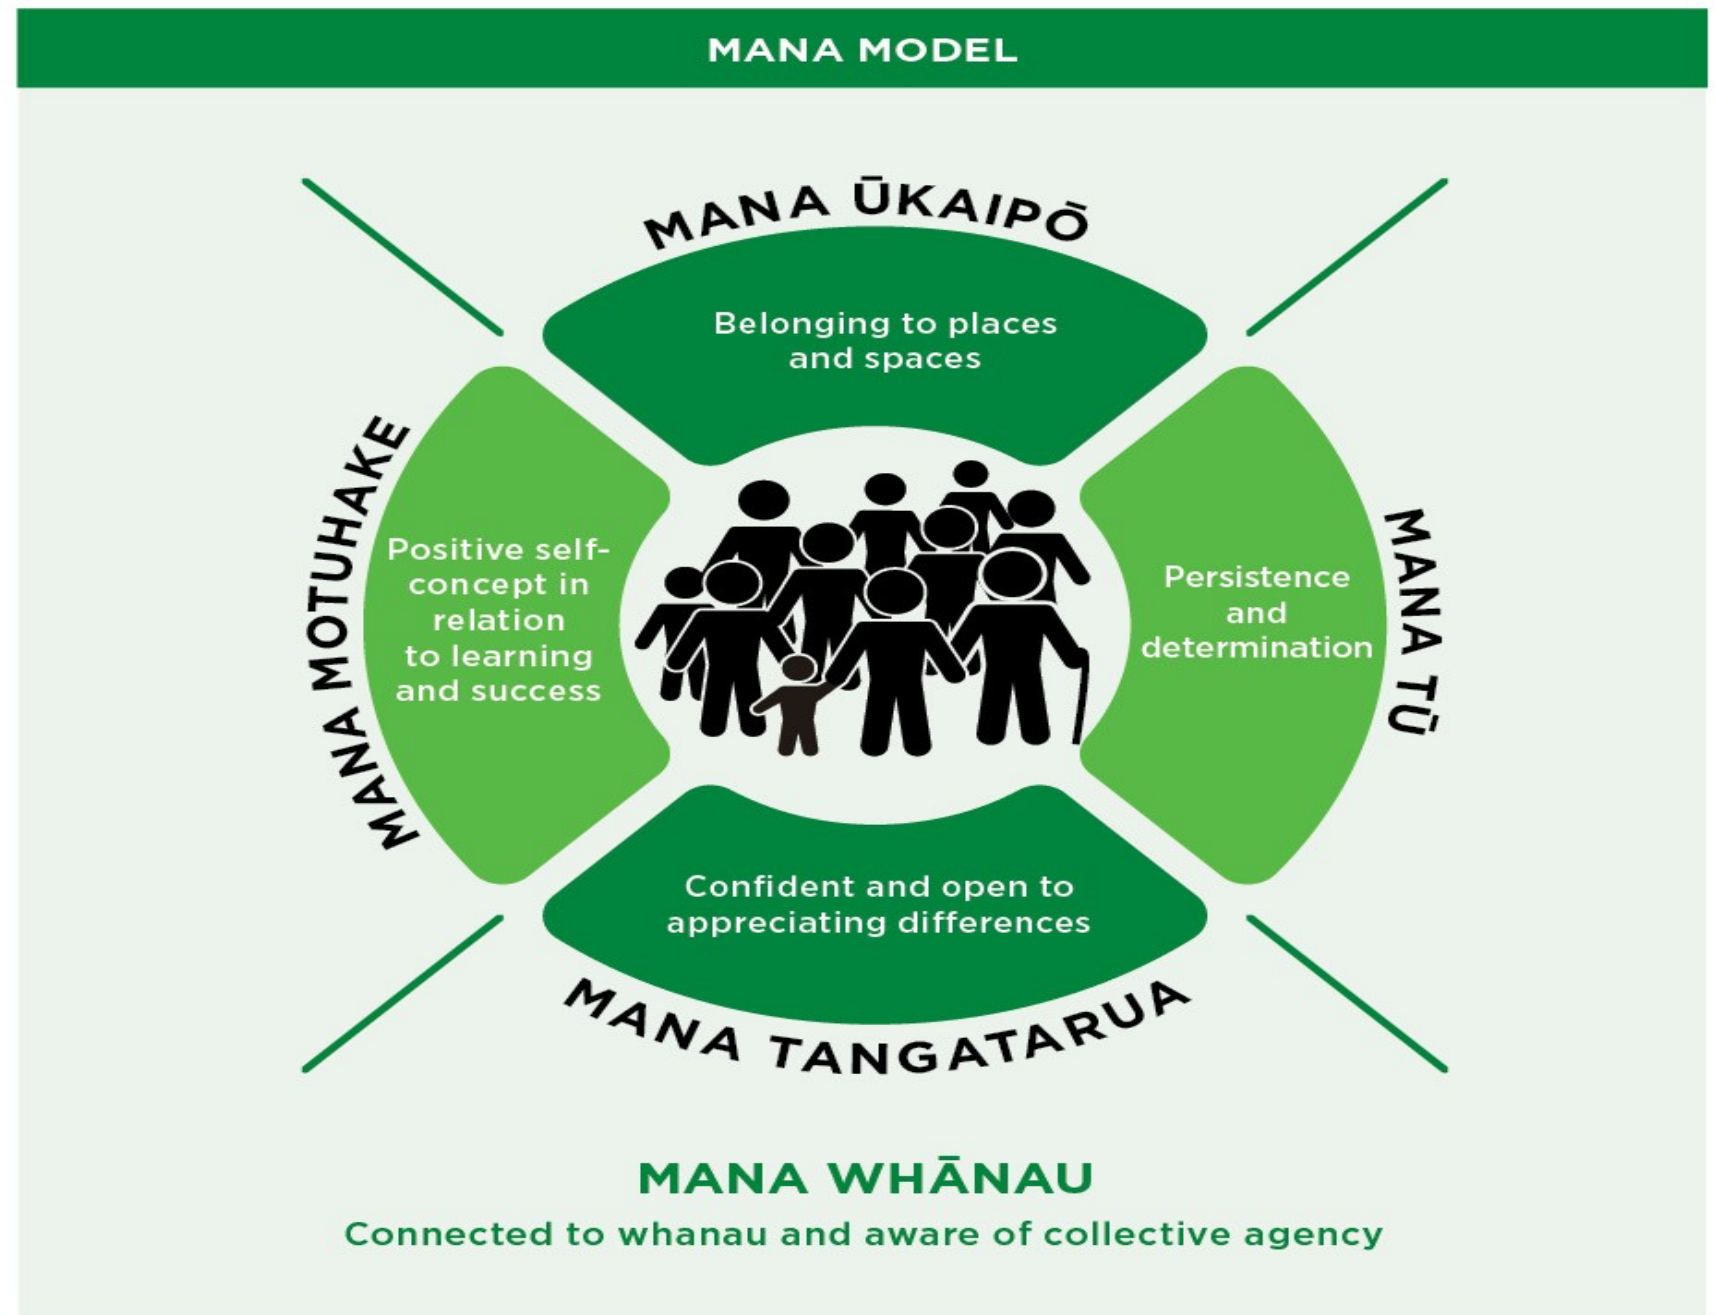 MANA MODEL
MANA ŪKAIPŌ
Belonging to places
and spaces
MANA MOTUHAKE
Positive self-
concept in
relation
to learning
and success
Persistence
and
determination
MANA TŪ
Confident and open to
appreciating differences
MANA TANGATARUA
MANA WHĀNAU
Connected to whanau and aware of collective agency